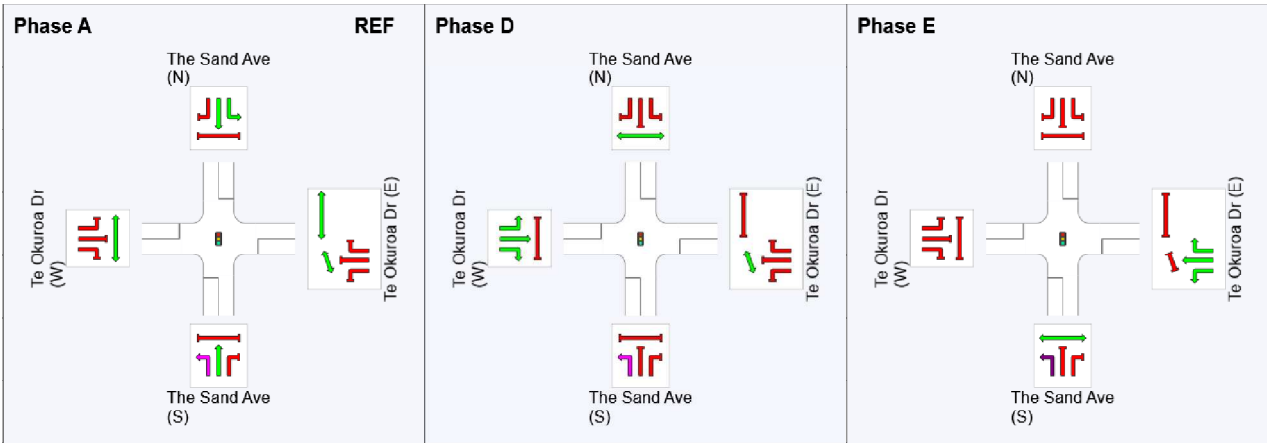 Phase A
REF
The Sand Ave
(N)
Te Okuroa Dr
(W)
Te Okuroa Dr (E)
The Sand Ave
(S)
Phase D
The Sand Ave
(N)
Te Okuroa Dr
(W)
Te Okuroa Dr (E)
The Sand Ave
(S)
Phase E
The Sand Ave
(N)
Te Okuroa Dr
(W)
Te Okuroa Dr (E)
The Sand Ave
(S)